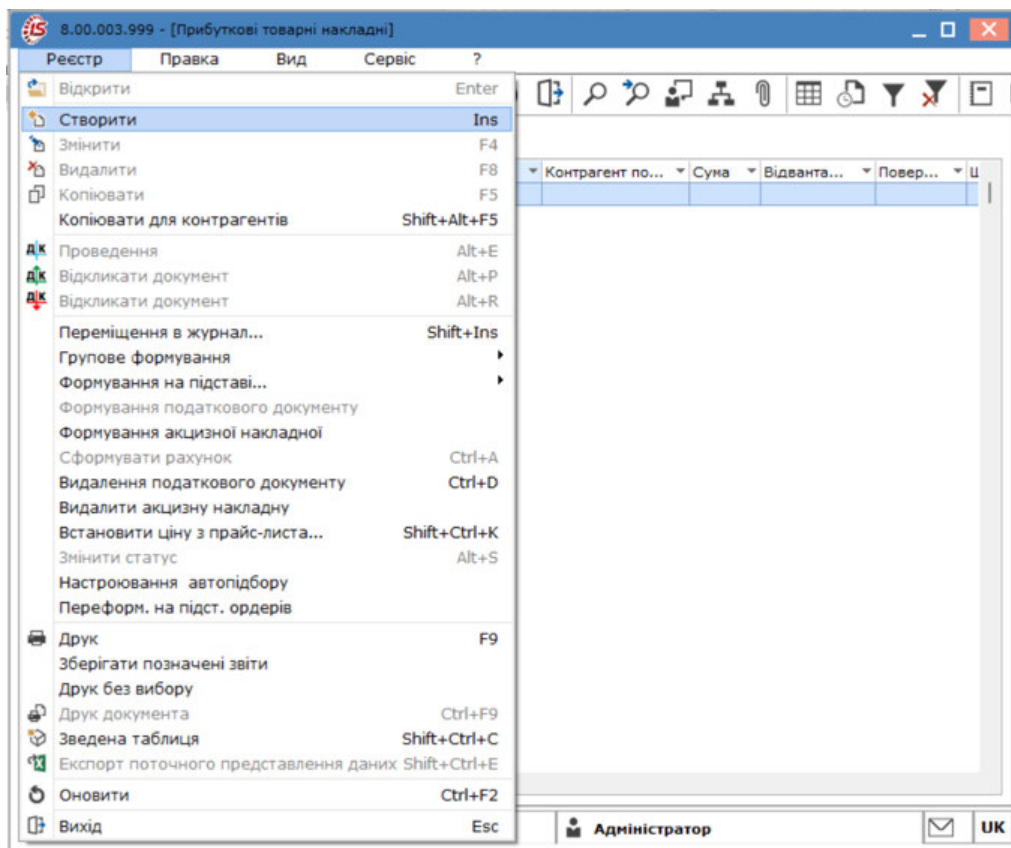 8.00.003.999 - [Прибуткові товарні накладні]
Реєстр Правка Вид Сервіс ?
Відкрити Enter
Створити Ins
Змінити F4
Видалити F8
Копіювати F5
Копіювати для контрагентів Shift+Alt+F5
Проведення Alt+E
Відкликати документ Alt+P
Відкликати документ Alt+R
Переміщення в журнал... Shift+Ins
Групове формування
Формування на підставі...
Формування податкового документу
Формування акцизної накладної
Сформувати рахунок Ctrl+A
Видалення податкового документу Ctrl+D
Видалити акцизну накладну
Встановити ціну з прайс-листа... Shift+Ctrl+K
Змінити статус Alt+S
Настроювання автопідбору
Переформ. на підст. ордерів
Друк F9
Зберігати позначені звіти
Друк без вибору
Друк документа Ctrl+F9
Зведена таблиця Shift+Ctrl+C
Експорт поточного представлення даних Shift+Ctrl+E
Оновити Ctrl+F2
Вихід Esc
Контрагент по... Сума Відванта... Повер...
Адміністратор UK